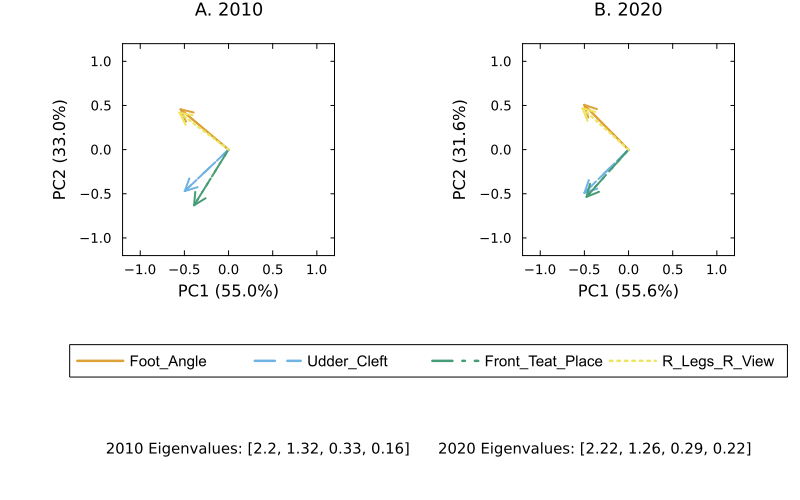 A. 2010
B. 2020
1.0
0.5
0.0
−0.5
−1.0
PC2 (33.0%)
−1.0 −0.5 0.0 0.5 1.0
PC1 (55.0%)
1.0
0.5
0.0
−0.5
−1.0
PC2 (31.6%)
−1.0 −0.5 0.0 0.5 1.0
PC1 (55.6%)
Foot_Angle Udder_Cleft Front_Teat_Place R_Legs_R_View
2010 Eigenvalues: [2.2, 1.32, 0.33, 0.16]
2020 Eigenvalues: [2.22, 1.26, 0.29, 0.22]